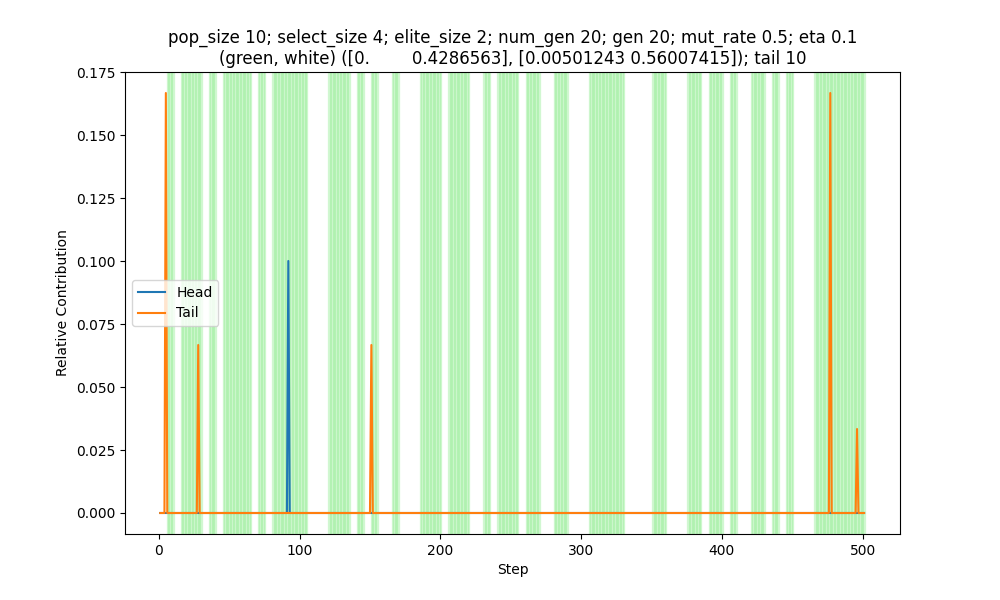 pop_size 10; select_size 4; elite_size 2; num_gen 20; gen 20; mut_rate 0.5; eta 0.1
(green, white) ([0.         0.4286563], [0.00501243 0.56007415]); tail 10
0.175
0.150
0.125
0.100
0.075
0.050
0.025
0.000
Relative Contribution
Head
Tail
0
100
200
300
400
500
Step